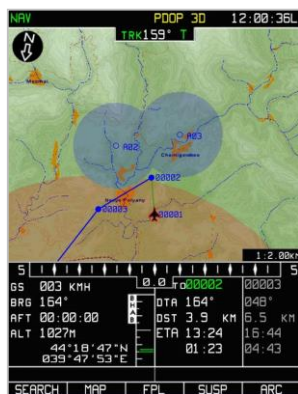 NAV PDOP 3D 12:00:36L
TRK159° T
N
A02
A03
00002
00003
00001
1:2.00KM
5 5
GS 003 KMH 0.0 TO00002 00003
BRG 164° DTA 164° 048°
AFT 00:00:00 DST 3.9 KM 6.5 KM
ALT 1027M ETA 13:24 16:44
44°18'47"N 01:23 04:43
039°47'53"E
SEARCH MAP FPL SUSP ARC